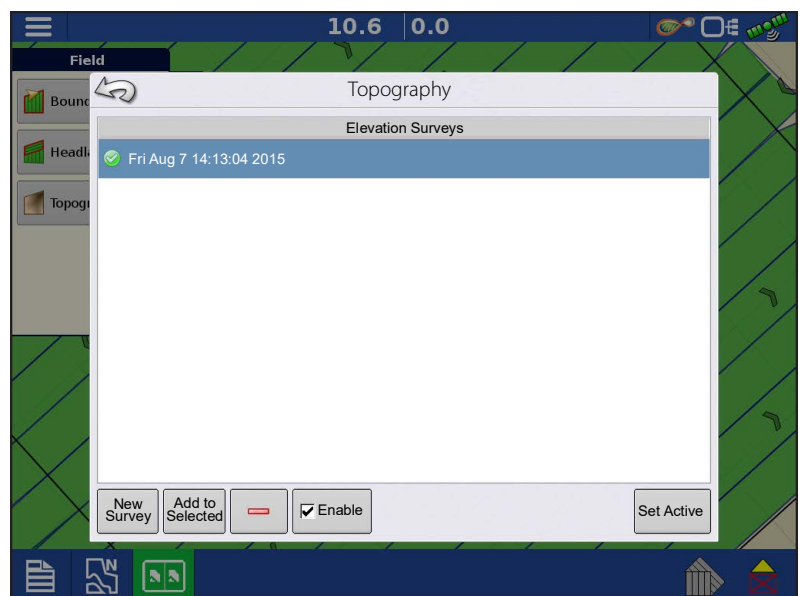 10.6 0.0
Field
Bound
Headl
Topogr
Topography
Elevation Surveys
Fri Aug 7 14:13:04 2015
New
Survey
Add to
Selected
Enable
Set Active
N